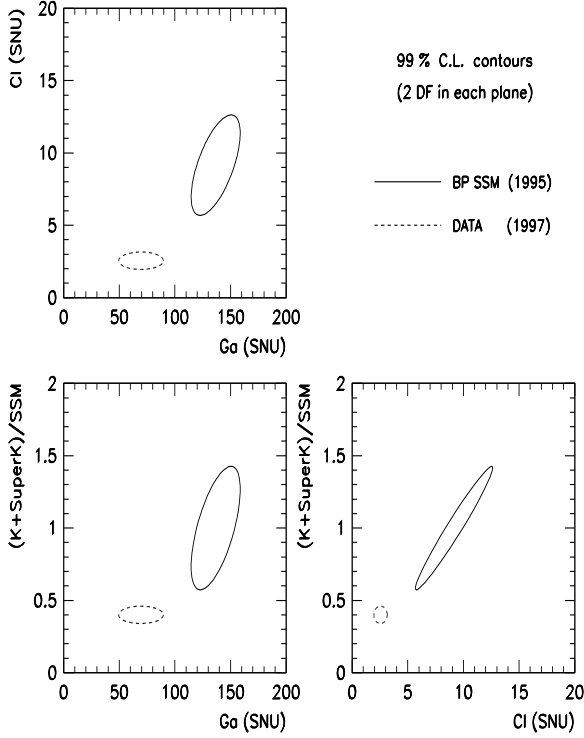 Cl (SNU)
20
15
10
5
0
0 50 100 150 200
Ga (SNU)
99 % C.L. contours
(2 DF in each plane)
BP SSM (1995)
DATA (1997)
(K+SuperK)/SSM
2
1.5
1
0.5
0
0 50 100 150 200
Ga (SNU)
(K+SuperK)/SSM
2
1.5
1
0.5
0
0 5 10 15 20
Cl (SNU)